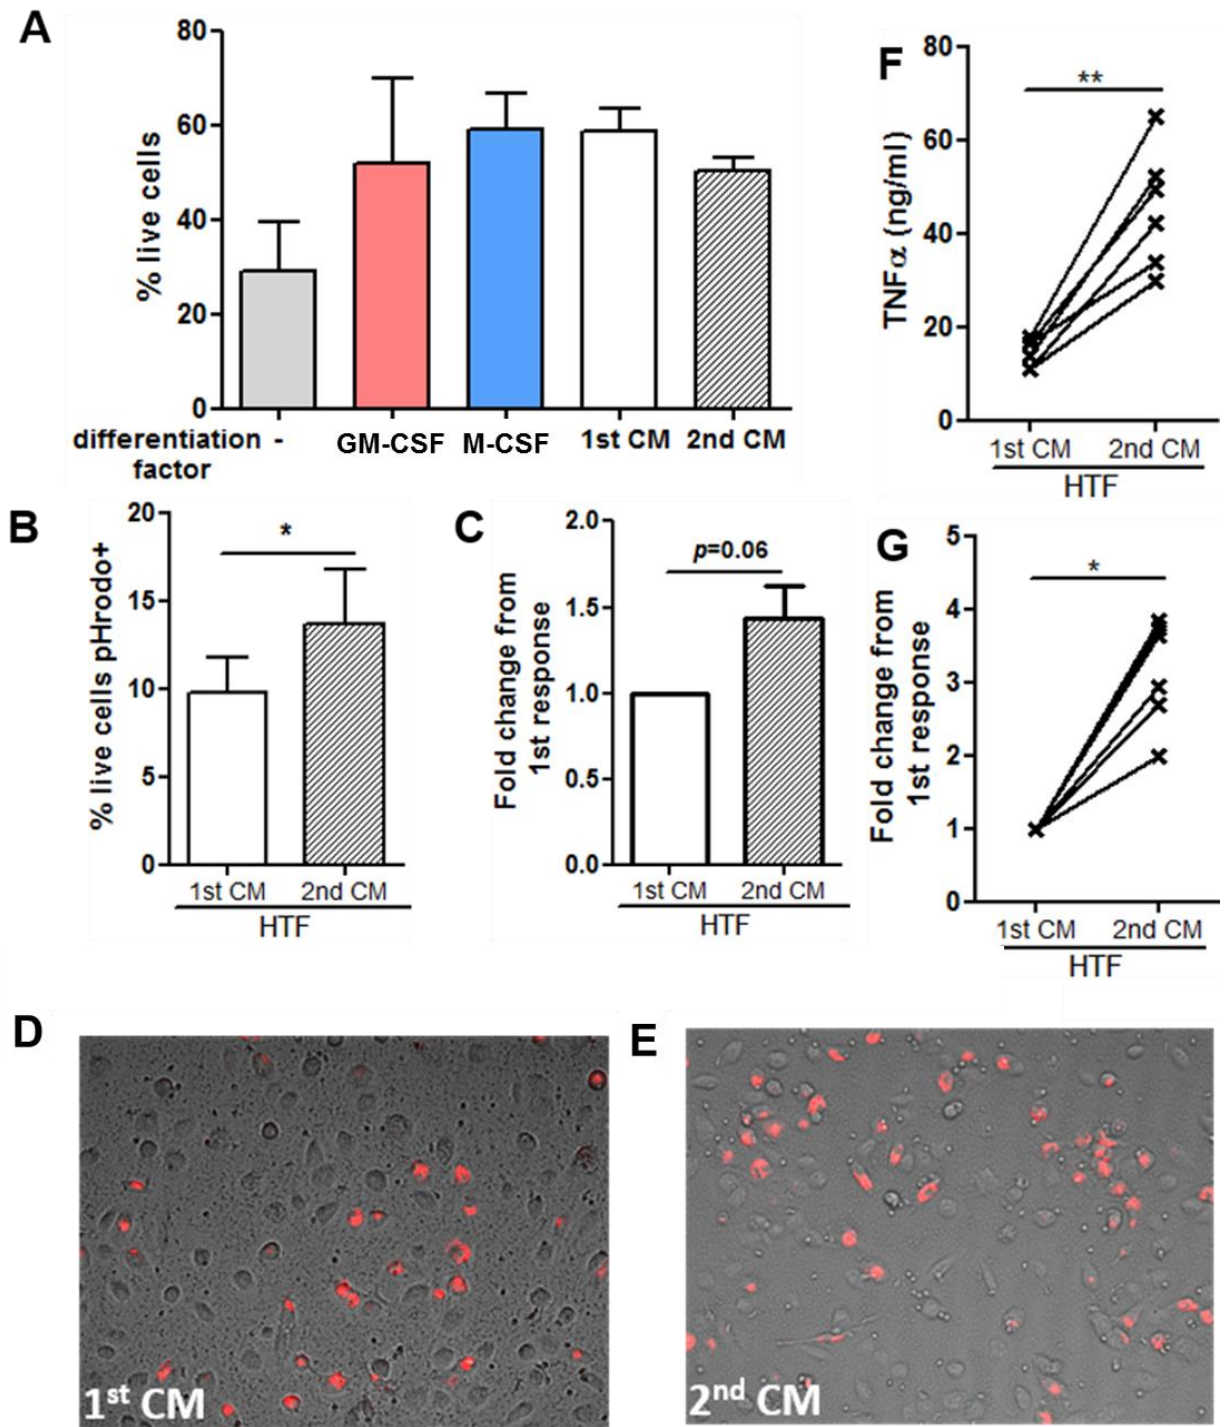 A
80
60
40
20
0
% live cells
differentiation -
factor
GM-CSF
M-CSF
1st CM
2nd CM
F
80
60
40
20
0
TNFα (ng/ml)
**
1st CM
2nd CM
HTF
B
20
15
10
5
0
% live cells pHrodo+
*
1st CM
2nd CM
HTF
C
2.0
1.5
1.0
0.5
0.0
Fold change from
1st response
p=0.06
1st CM
2nd CM
HTF
G
5
4
3
2
1
0
Fold change from
1st response
*
1st CM
2nd CM
HTF
D
1st CM
E
2nd CM